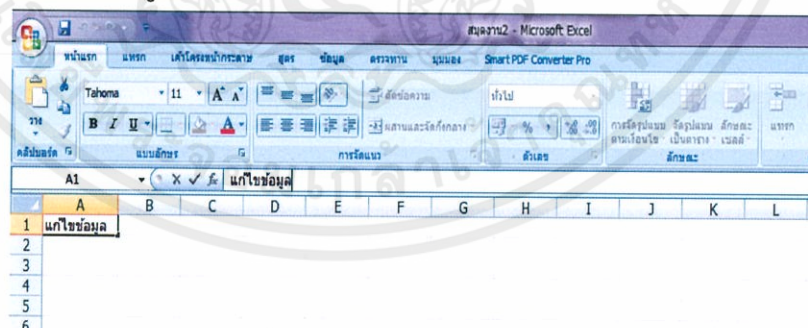 สมุดงาน2 - Microsoft Excel
หน้าแรก แทรก เค้าโครงหน้ากระดาษ สูตร ข้อมูล ตรวจทาน มุมมอง Smart PDF Converter Pro
Tahoma 11 A A ตัดข้อความ ทั่วไป
วาง B I U A ผสานและจัดกึ่งกลาง % , การจัดรูปแบบตามเงื่อนไข จัดรูปแบบเป็นตาราง ลักษณะเซลล์ แทรก
คลิปบอร์ด แบบอักษร การจัดแนว ตัวเลข ลักษณะ
A1 fx แก้ไขข้อมูล
A B C D E F G H I J K L
1 แก้ไขข้อมูล
2
3
4
5
6